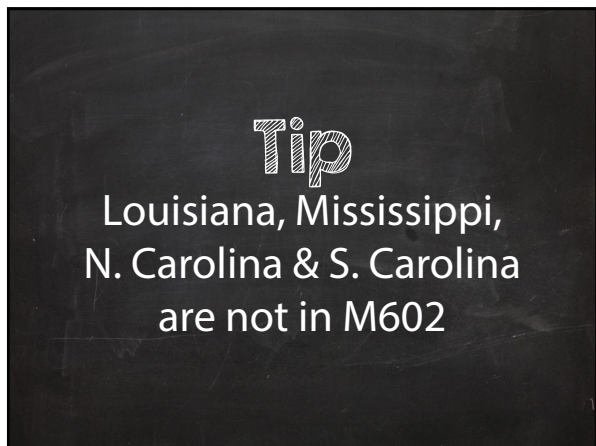 Tip
Louisiana, Mississippi,
N. Carolina & S. Carolina
are not in M602